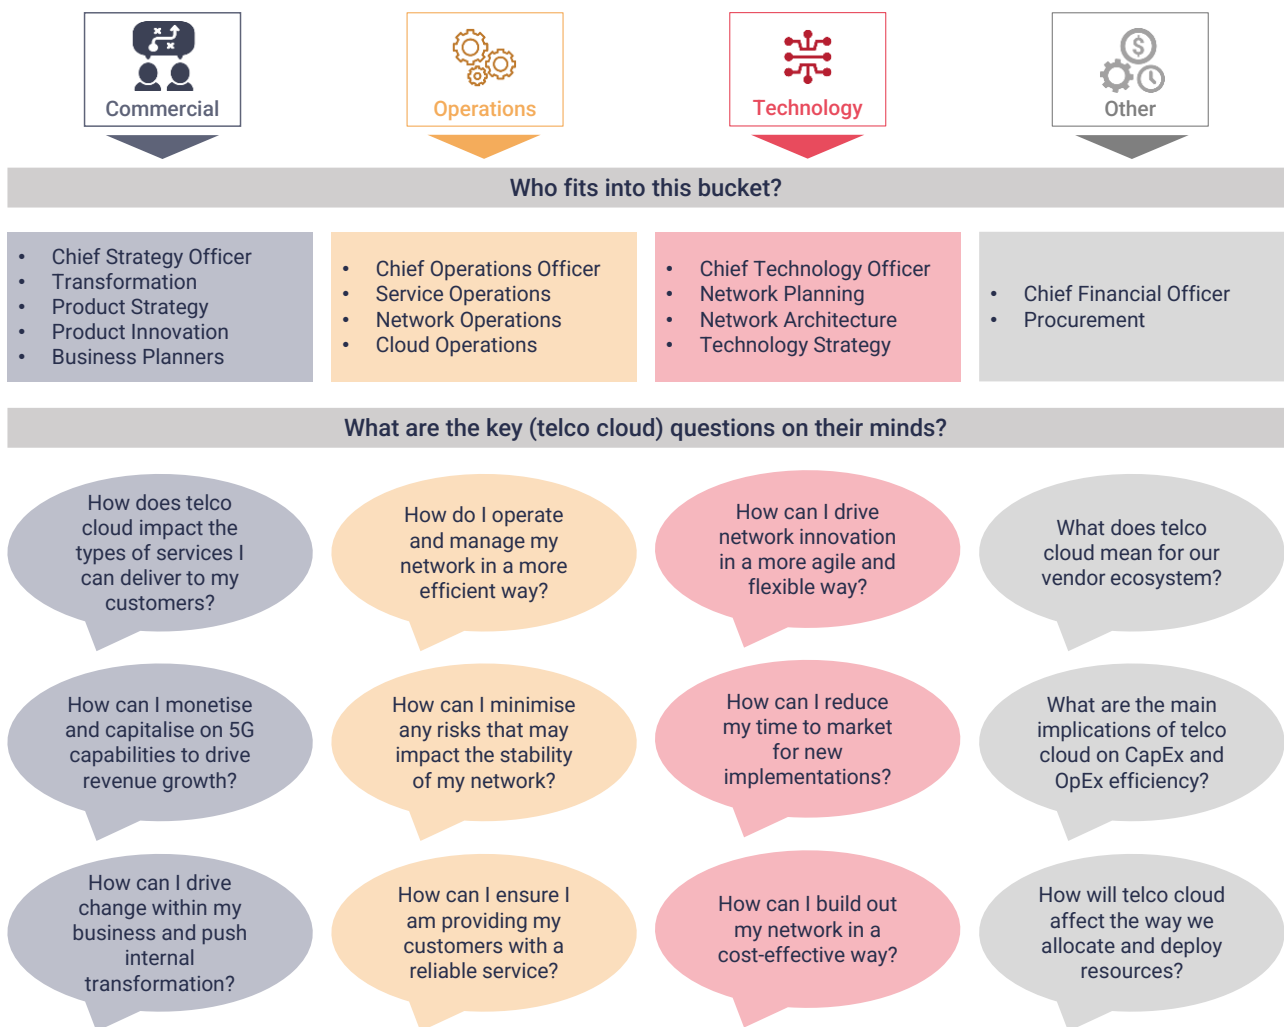 Commercial
Operations
Technology
Other
Who fits into this bucket?
• Chief Strategy Officer
• Transformation
• Product Strategy
• Product Innovation
• Business Planners
• Chief Operations Officer
• Service Operations
• Network Operations
• Cloud Operations
• Chief Technology Officer
• Network Planning
• Network Architecture
• Technology Strategy
• Chief Financial Officer
• Procurement
What are the key (telco cloud) questions on their minds?
How does telco
cloud impact the
types of services I
can deliver to my
customers?
How do I operate
and manage my
network in a more
efficient way?
How can I drive
network innovation
in a more agile and
flexible way?
What does telco
cloud mean for our
vendor ecosystem?
How can I monetise
and capitalise on 5G
capabilities to drive
revenue growth?
How can I minimise
any risks that may
impact the stability
of my network?
How can I reduce
my time to market
for new
implementations?
What are the main
implications of telco
cloud on CapEx and
OpEx efficiency?
How can I drive
change within my
business and push
internal
transformation?
How can I ensure I
am providing my
customers with a
reliable service?
How can I build out
my network in a
cost-effective way?
How will telco cloud
affect the way we
allocate and deploy
resources?